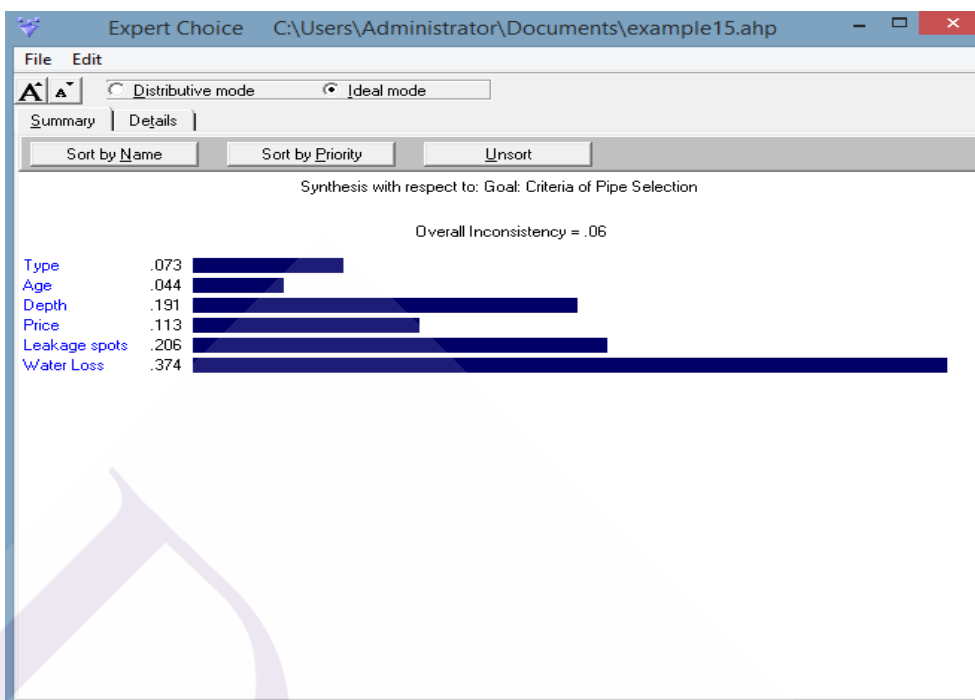 Expert Choice C:\Users\Administrator\Documents\example15.ahp
File Edit
A A Distributive mode Ideal mode
Summary Details
Sort by Name Sort by Priority Unsort
Synthesis with respect to: Goal: Criteria of Pipe Selection
Overall Inconsistency = .06
Type .073
Age .044
Depth .191
Price .113
Leakage spots .206
Water Loss .374